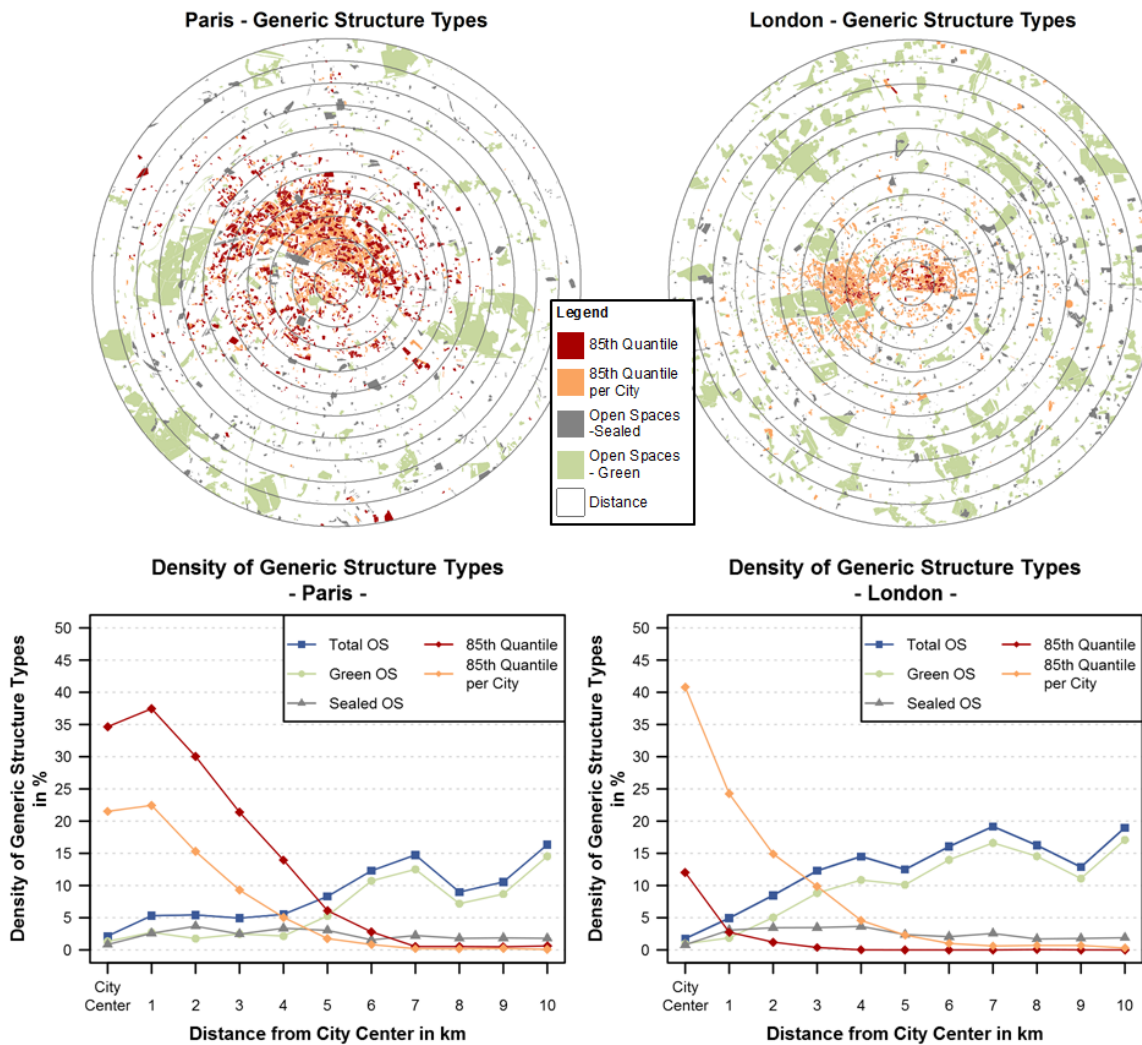 Paris - Generic Structure Types
London - Generic Structure Types
Legend
85th Quantile
85th Quantile
per City
Open Spaces
-Sealed
Open Spaces
- Green
Distance
Density of Generic Structure Types
- Paris -
Density of Generic Structure Types
in %
50
45
40
35
30
25
20
15
10
5
0
Total OS
Green OS
Sealed OS
85th Quantile
85th Quantile
per City
City
Center
1
2
3
4
5
6
7
8
9
10
Distance from City Center in km
Density of Generic Structure Types
- London -
Density of Generic Structure Types
in %
50
45
40
35
30
25
20
15
10
5
0
Total OS
Green OS
Sealed OS
85th Quantile
85th Quantile
per City
City
Center
1
2
3
4
5
6
7
8
9
10
Distance from City Center in km